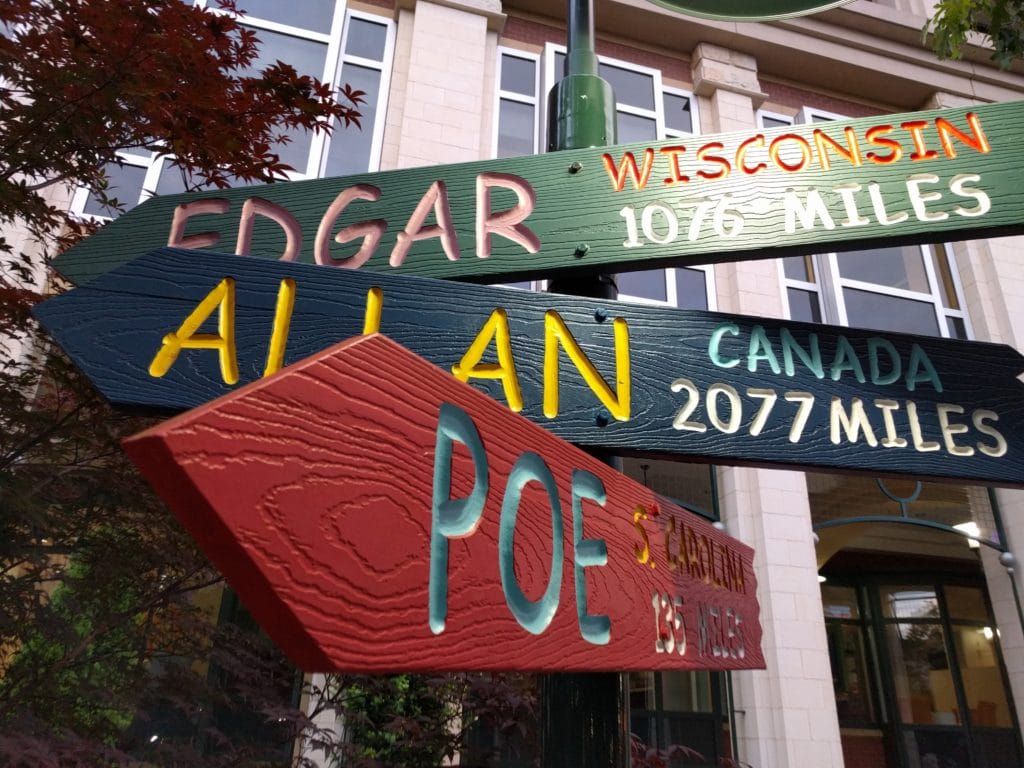 EDGAR
WISCONSIN
1076 MILES
ALLAN
CANADA
2077 MILES
POE
S. CAROLINA
135 MILES